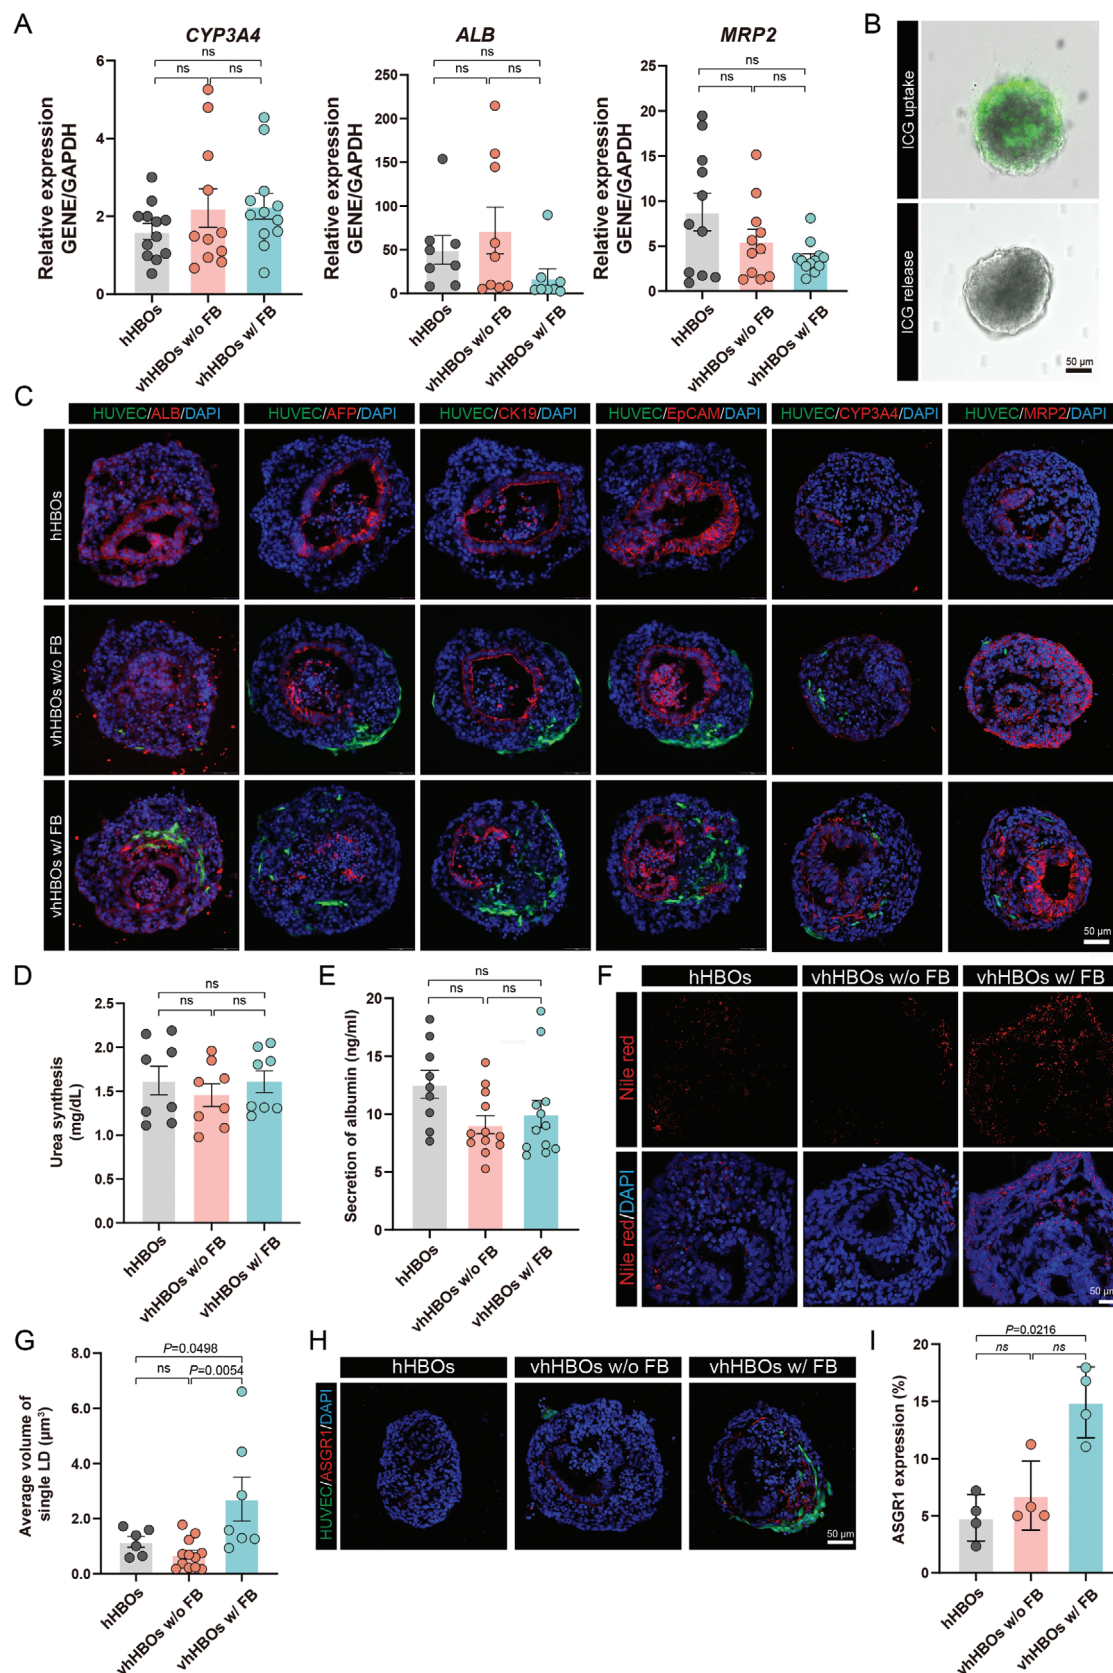 A
CYP3A4
ns
ns
ns
Relative expression
GENE/GAPDH
6
4
2
0
hHBOs
vhHBOs w/o FB
vhHBOs w/ FB
ALB
ns
ns
ns
Relative expression
GENE/GAPDH
250
200
150
100
50
0
hHBOs
vhHBOs w/o FB
vhHBOs w/ FB
MRP2
ns
ns
ns
Relative expression
GENE/GAPDH
25
20
15
10
5
0
hHBOs
vhHBOs w/o FB
vhHBOs w/ FB
B
ICG uptake
ICG release
50 µm
C
HUVEC/ALB/DAPI
HUVEC/AFP/DAPI
HUVEC/CK19/DAPI
HUVEC/EpCAM/DAPI
HUVEC/CYP3A4/DAPI
HUVEC/MRP2/DAPI
hHBOs
vhHBOs w/o FB
vhHBOs w/ FB
50 µm
D
ns
ns
ns
Urea synthesis
(mg/dL)
2.5
2.0
1.5
1.0
0.5
0.0
hHBOs
vhHBOs w/o FB
vhHBOs w/ FB
E
ns
ns
ns
Secretion of albumin (ng/ml)
20
15
10
5
0
hHBOs
vhHBOs w/o FB
vhHBOs w/ FB
F
hHBOs
vhHBOs w/o FB
vhHBOs w/ FB
Nile red
Nile red/DAPI
50 µm
G
P=0.0498
ns
P=0.0054
Average volume of
single LD (µm³)
8.0
6.0
4.0
2.0
0.0
hHBOs
vhHBOs w/o FB
vhHBOs w/ FB
H
hHBOs
vhHBOs w/o FB
vhHBOs w/ FB
HUVEC/ASGR1/DAPI
50 µm
I
P=0.0216
ns
ns
ASGR1 expression (%)
20
15
10
5
0
hHBOs
vhHBOs w/o FB
vhHBOs w/ FB